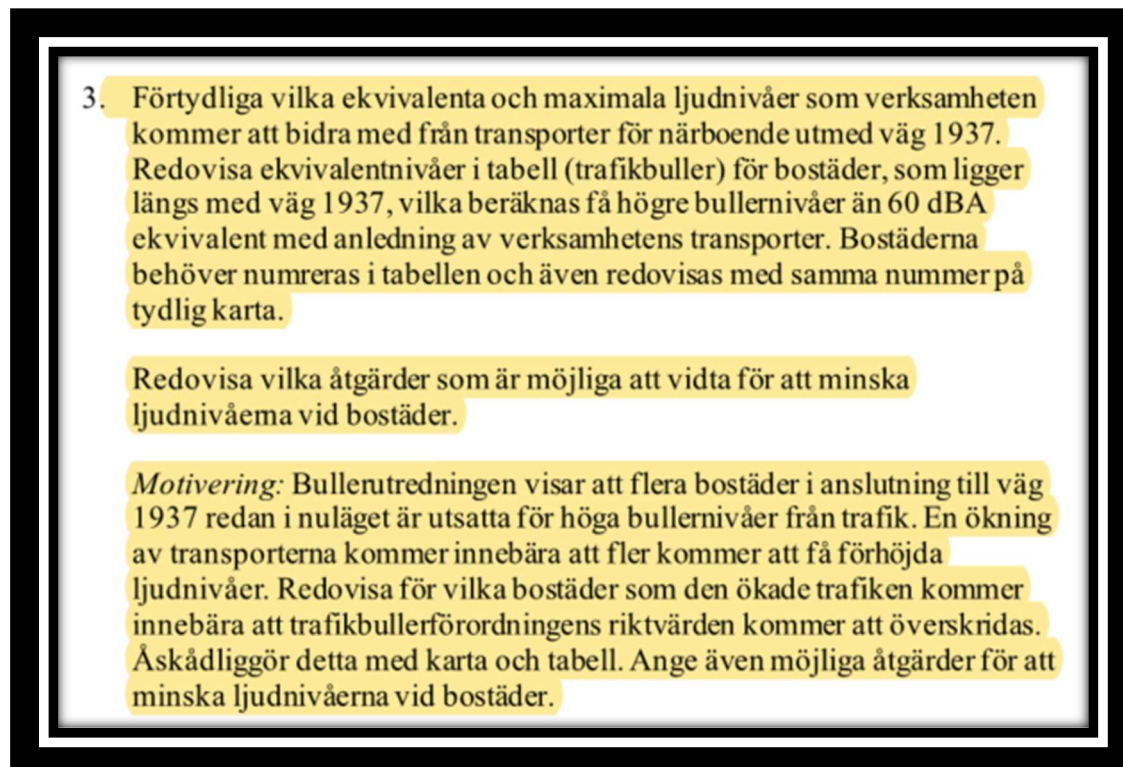 3. Förtydliga vilka ekvivalenta och maximala ljudnivåer som verksamheten
kommer att bidra med från transporter för närboende utmed väg 1937.
Redovisa ekvivalentnivåer i tabell (trafikbuller) för bostäder, som ligger
längs med väg 1937, vilka beräknas få högre bullernivåer än 60 dBA
ekvivalent med anledning av verksamhetens transporter. Bostäderna
behöver numreras i tabellen och även redovisas med samma nummer på
tydlig karta.
Redovisa vilka åtgärder som är möjliga att vidta för att minska
ljudnivåerna vid bostäder.
Motivering: Bullerutredningen visar att flera bostäder i anslutning till väg
1937 redan i nuläget är utsatta för höga bullernivåer från trafik. En ökning
av transporterna kommer innebära att fler kommer att få förhöjda
ljudnivåer. Redovisa för vilka bostäder som den ökade trafiken kommer
innebära att trafikbullerförordningens riktvärden kommer att överskridas.
Åskådliggör detta med karta och tabell. Ange även möjliga åtgärder för att
minska ljudnivåerna vid bostäder.